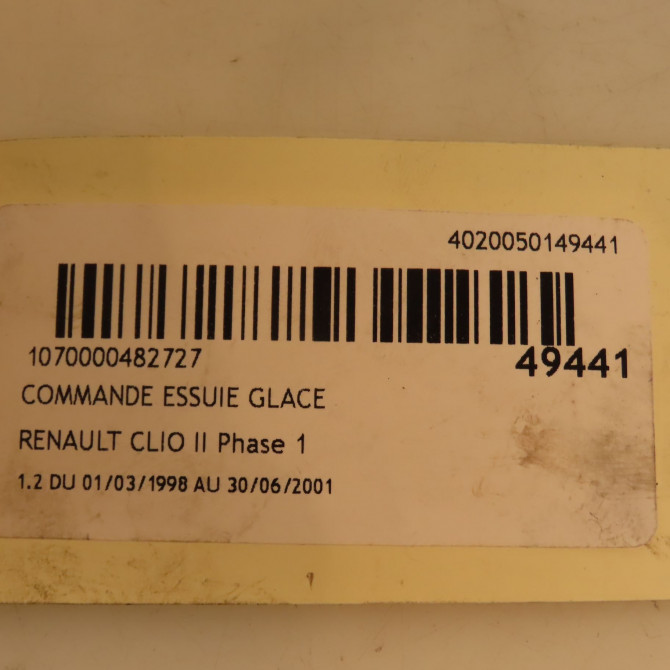 4020050149441
1070000482727
49441
COMMANDE ESSUIE GLACE
RENAULT CLIO II Phase 1
1.2 DU 01/03/1998 AU 30/06/2001